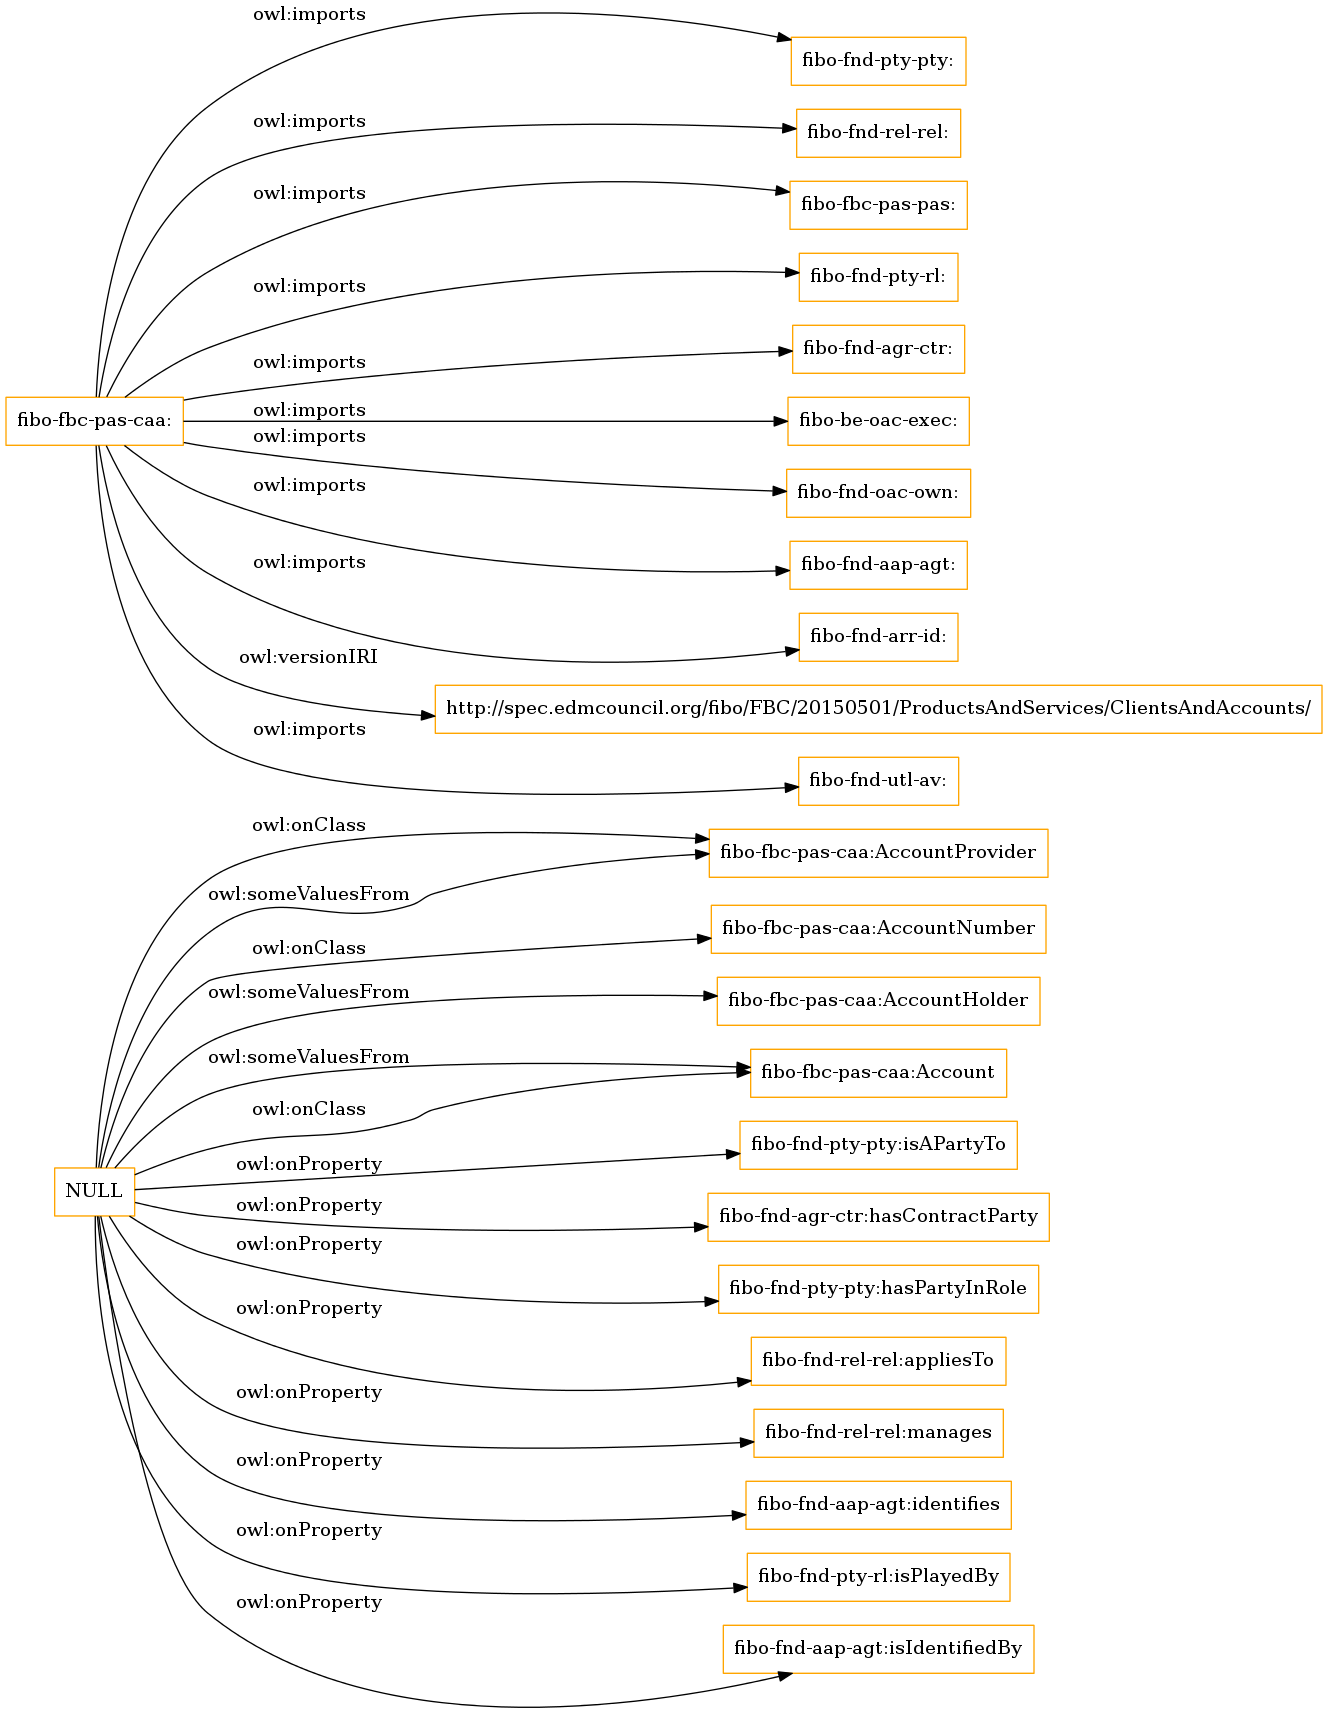 owl:imports
fibo-fnd-pty-pty:
owl:imports
fibo-fnd-rel-rel:
owl:imports
fibo-fbc-pas-pas:
owl:imports
fibo-fnd-pty-rl:
owl:imports
fibo-fnd-agr-ctr:
fibo-fbc-pas-caa:
owl:imports
fibo-be-oac-exec:
owl:imports
fibo-fnd-oac-own:
owl:imports
fibo-fnd-aap-agt:
owl:imports
fibo-fnd-arr-id:
owl:versionIRI
http://spec.edmcouncil.org/fibo/FBC/20150501/ProductsAndServices/ClientsAndAccounts/
owl:imports
fibo-fnd-utl-av:
owl:onClass
fibo-fbc-pas-caa:AccountProvider
owl:someValuesFrom
owl:onClass
fibo-fbc-pas-caa:AccountNumber
owl:someValuesFrom
fibo-fbc-pas-caa:AccountHolder
owl:someValuesFrom
fibo-fbc-pas-caa:Account
owl:onClass
NULL
owl:onProperty
fibo-fnd-pty-pty:isAPartyTo
owl:onProperty
fibo-fnd-agr-ctr:hasContractParty
owl:onProperty
fibo-fnd-pty-pty:hasPartyInRole
owl:onProperty
fibo-fnd-rel-rel:appliesTo
owl:onProperty
fibo-fnd-rel-rel:manages
owl:onProperty
fibo-fnd-aap-agt:identifies
owl:onProperty
fibo-fnd-pty-rl:isPlayedBy
owl:onProperty
fibo-fnd-aap-agt:isIdentifiedBy